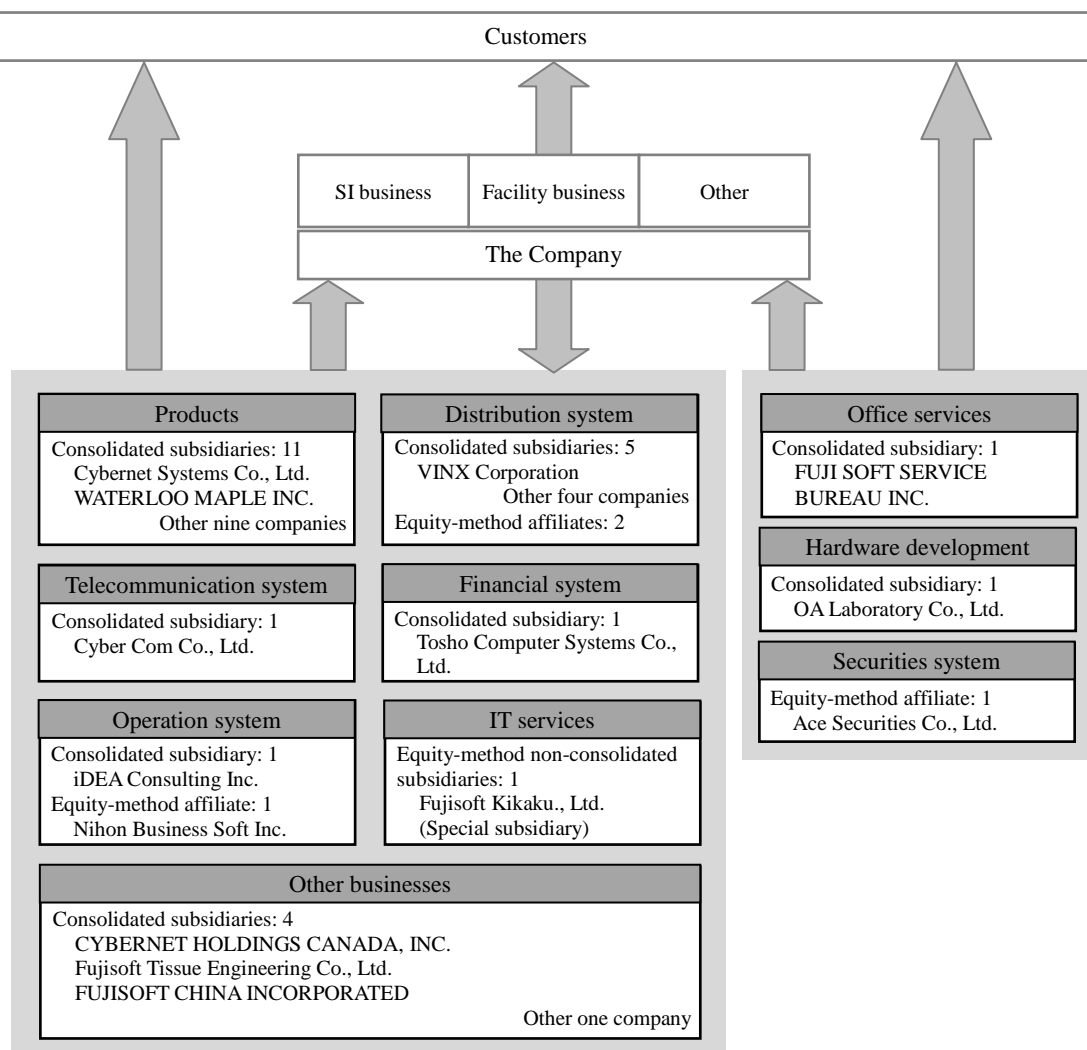 Customers
SI business
Facility business
Other
The Company
Products
Consolidated subsidiaries: 11
Cybernet Systems Co., Ltd.
WATERLOO MAPLE INC.
Other nine companies
Distribution system
Consolidated subsidiaries: 5
VINX Corporation
Other four companies
Equity-method affiliates: 2
Telecommunication system
Consolidated subsidiary: 1
Cyber Com Co., Ltd.
Financial system
Consolidated subsidiary: 1
Tosho Computer Systems Co.,
Ltd.
Operation system
Consolidated subsidiary: 1
iDEA Consulting Inc.
Equity-method affiliate: 1
Nihon Business Soft Inc.
IT services
Equity-method non-consolidated
subsidiaries: 1
Fujisoft Kikaku., Ltd.
(Special subsidiary)
Other businesses
Consolidated subsidiaries: 4
CYBERNET HOLDINGS CANADA, INC.
Fujisoft Tissue Engineering Co., Ltd.
FUJISOFT CHINA INCORPORATED
Other one company
Office services
Consolidated subsidiary: 1
FUJI SOFT SERVICE
BUREAU INC.
Hardware development
Consolidated subsidiary: 1
OA Laboratory Co., Ltd.
Securities system
Equity-method affiliate: 1
Ace Securities Co., Ltd.